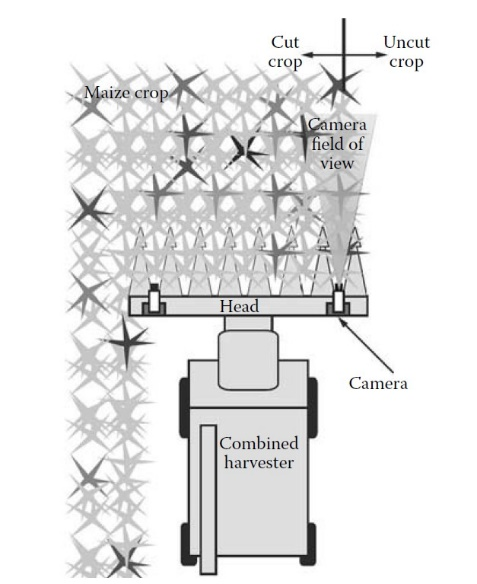 Cut
crop
Uncut
crop
Maize crop
Camera
field of
view
Head
Camera
Combined
harvester